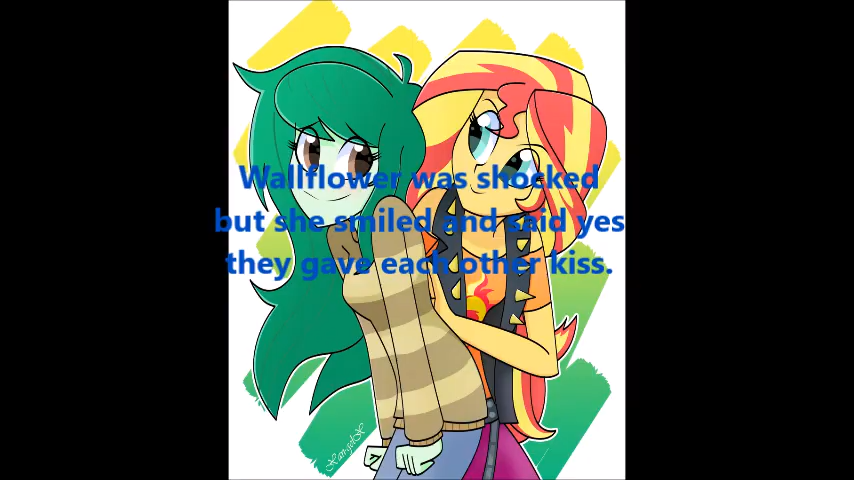 Wallflower was shocked
but she smiled and said yes
they gave each other kiss.